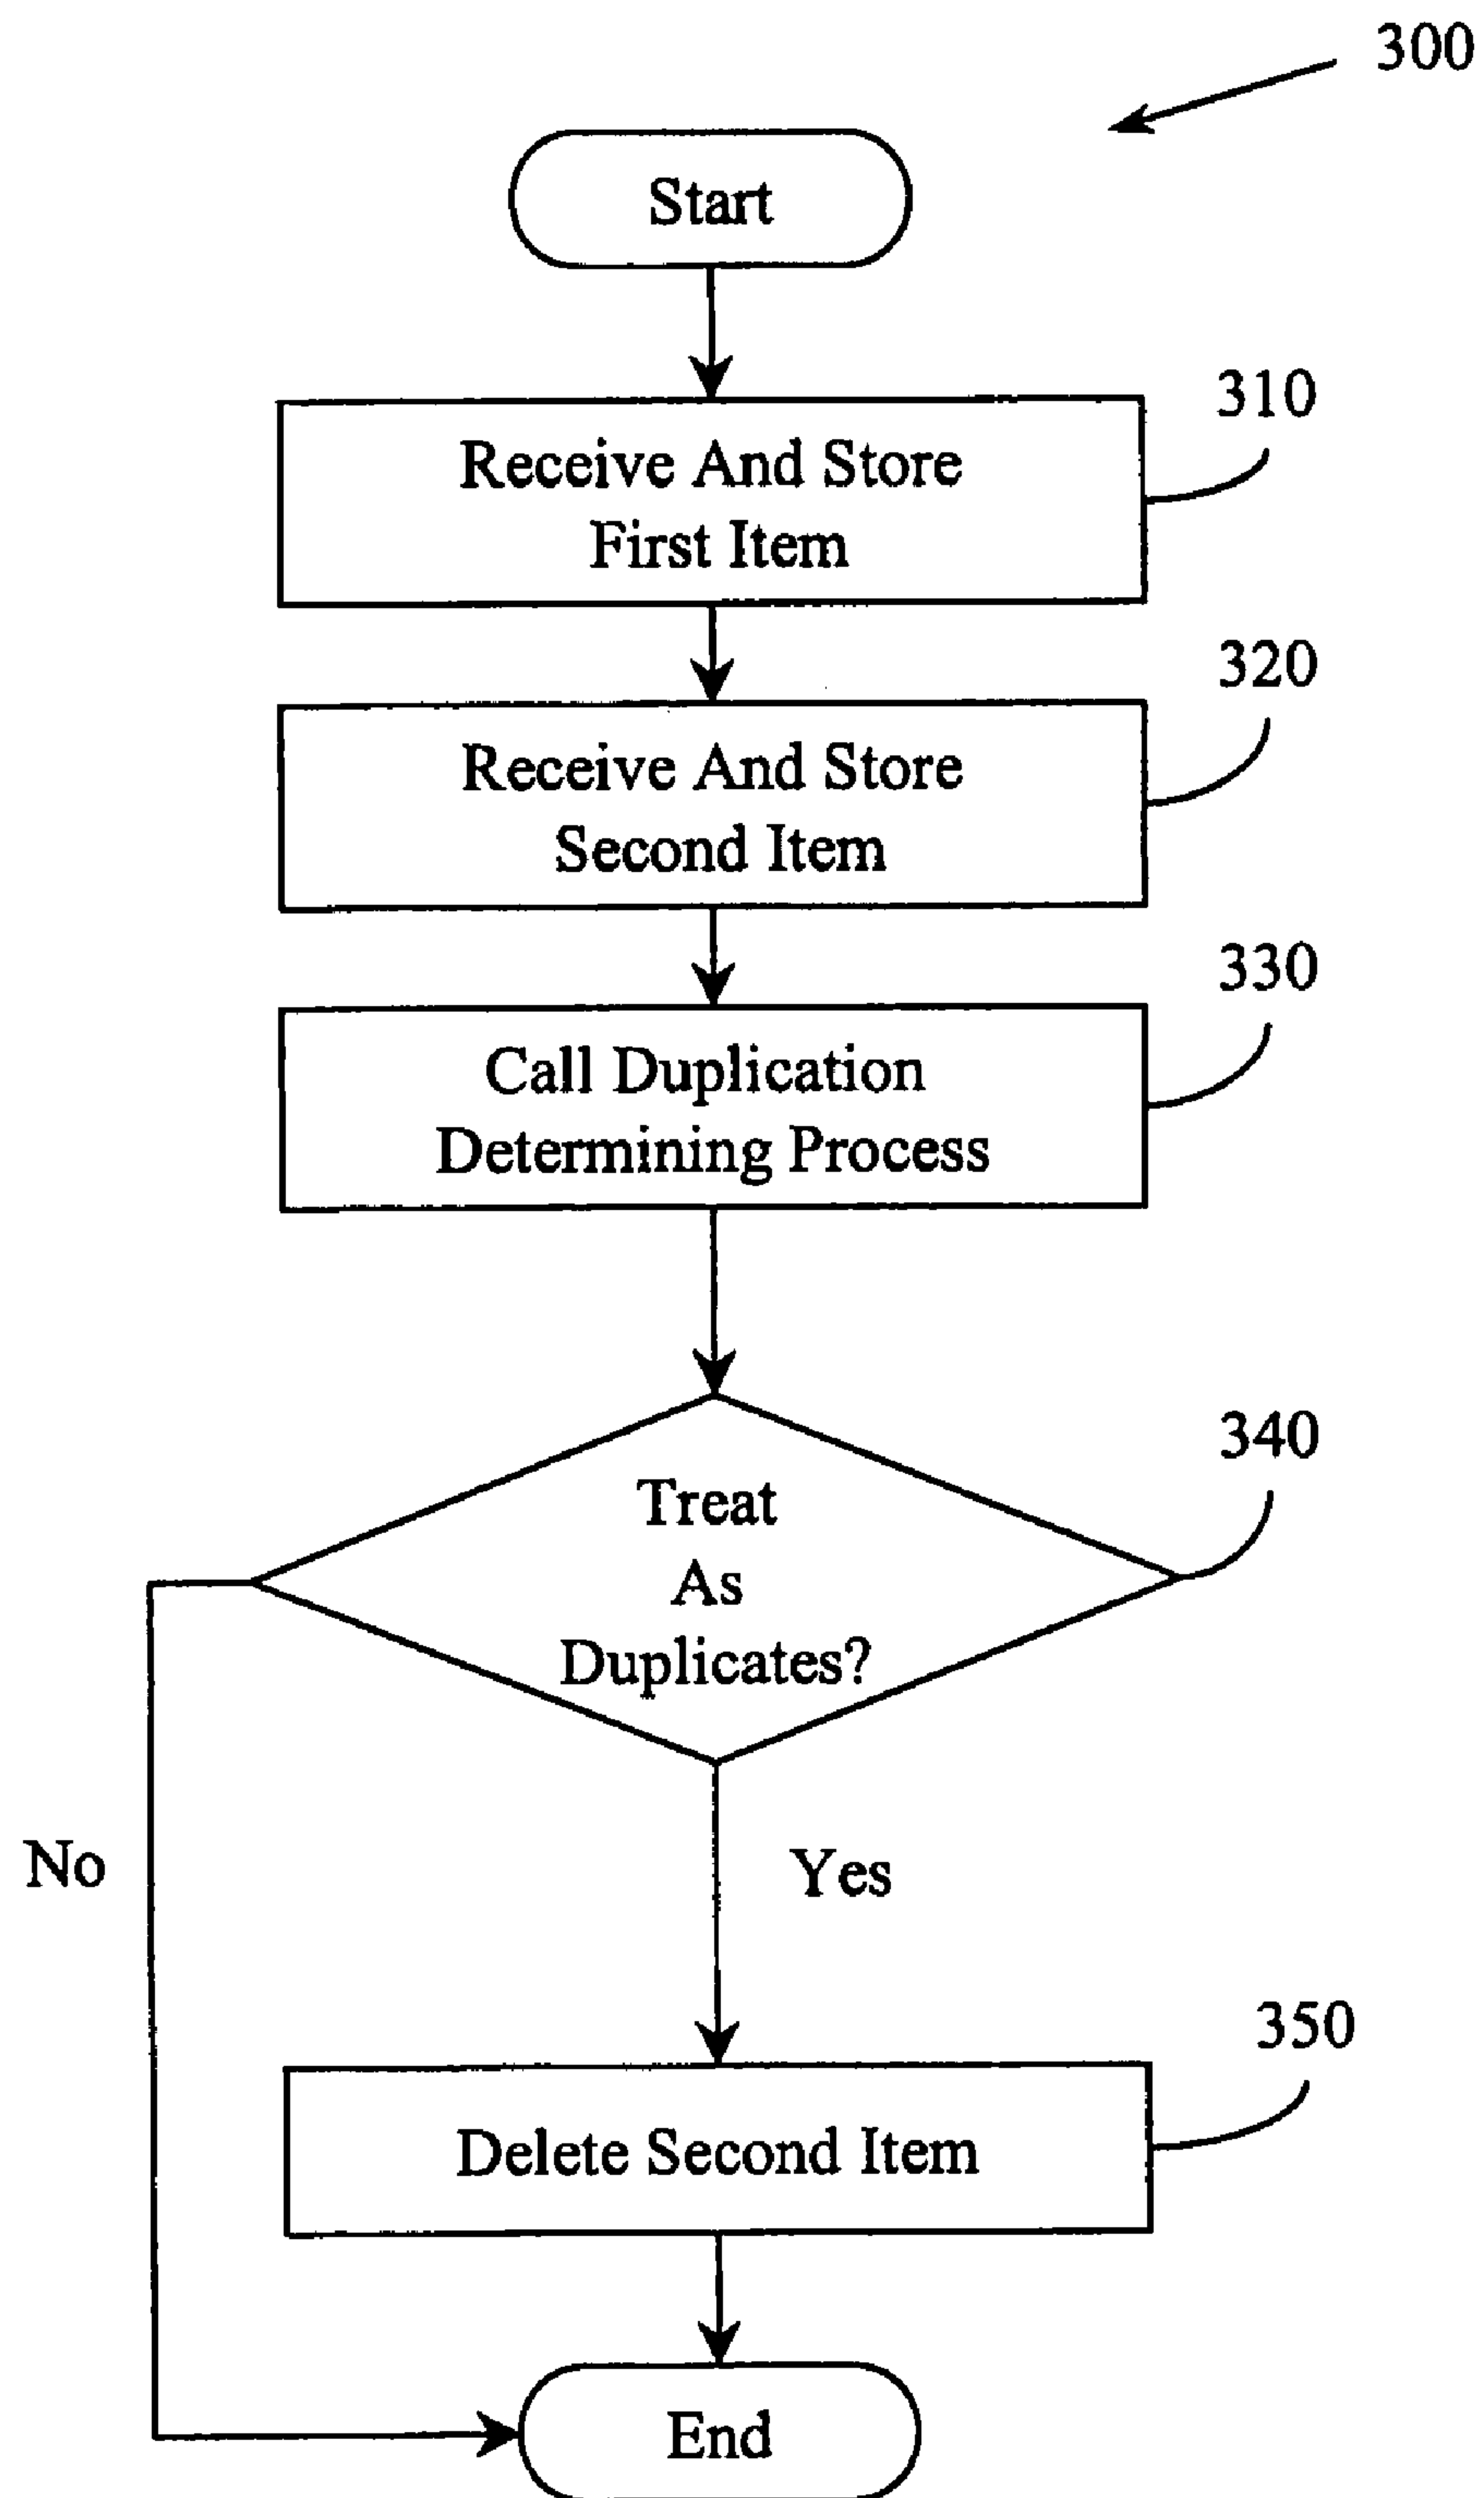 300
Start
310
Receive And Store
First Item
320
Receive And Store
Second Item
330
Call Duplication
Determining Process
340
Treat
As
Duplicates?
No
Yes
350
Delete Second Item
End